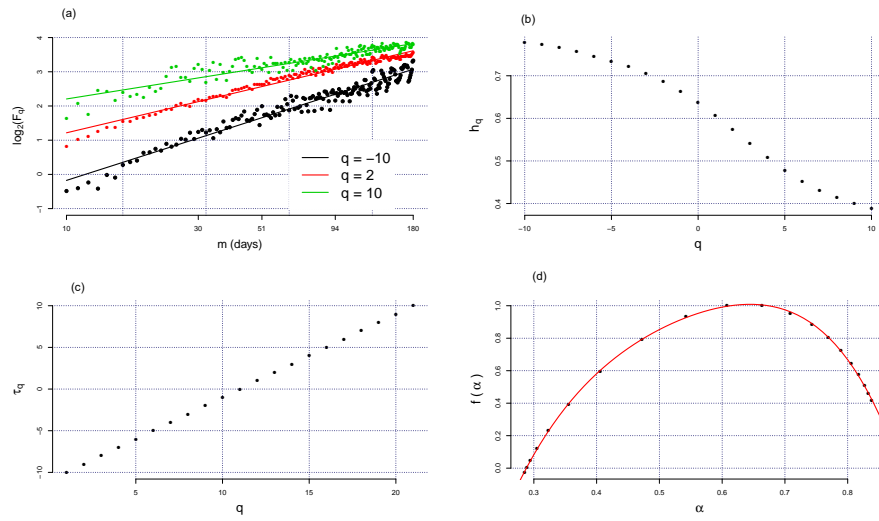 (a)
log2(Fq)
4
3
2
1
0
−1
q = −10
q = 2
q = 10
10 30 51 94 180
m (days)
(b)
hq
0.7
0.6
0.5
0.4
−10 −5 0 5 10
q
(c)
τq
10
5
0
−5
−10
5 10 15 20
q
(d)
f (α)
1.0
0.8
0.6
0.4
0.2
0.0
0.3 0.4 0.5 0.6 0.7 0.8
α